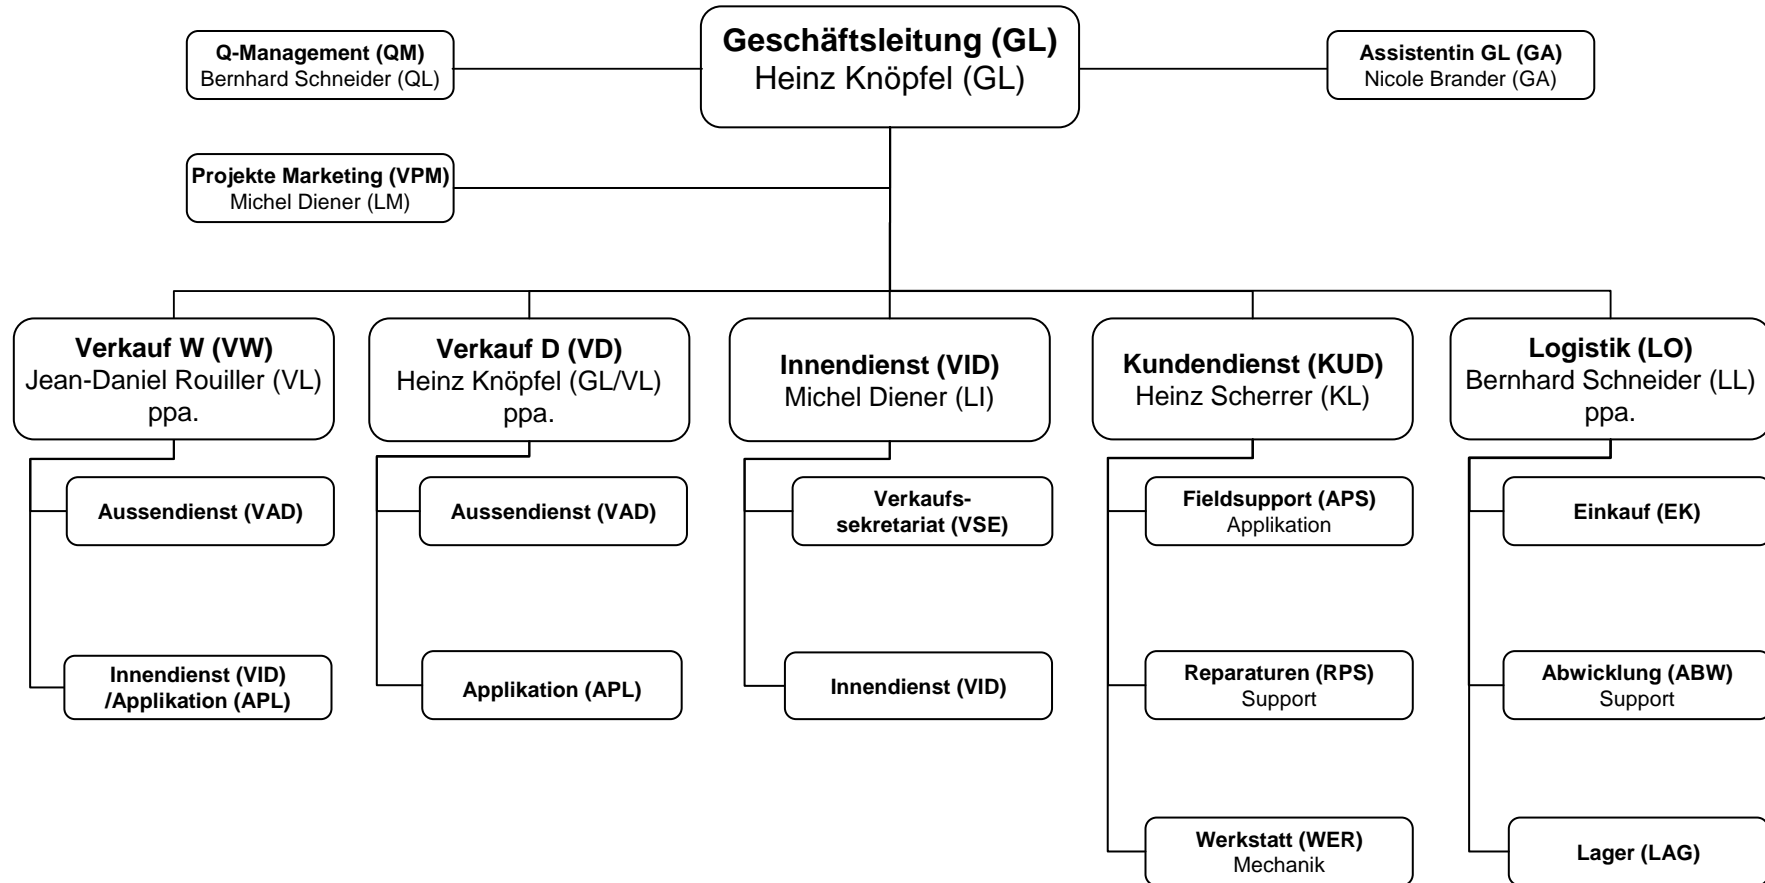 Geschäftsleitung (GL)
Heinz Knöpfel (GL)
Q-Management (QM)
Bernhard Schneider (QL)
Assistentin GL (GA)
Nicole Brander (GA)
Projekte Marketing (VPM)
Michel Diener (LM)
Verkauf W (VW)
Jean-Daniel Rouiller (VL)
ppa.
Verkauf D (VD)
Heinz Knöpfel (GL/VL)
ppa.
Innendienst (VID)
Michel Diener (LI)
Kundendienst (KUD)
Heinz Scherrer (KL)
Logistik (LO)
Bernhard Schneider (LL)
ppa.
Aussendienst (VAD)
Aussendienst (VAD)
Verkaufs-
sekretariat (VSE)
Fieldsupport (APS)
Applikation
Einkauf (EK)
Innendienst (VID)
/Applikation (APL)
Applikation (APL)
Innendienst (VID)
Reparaturen (RPS)
Support
Abwicklung (ABW)
Support
Werkstatt (WER)
Mechanik
Lager (LAG)